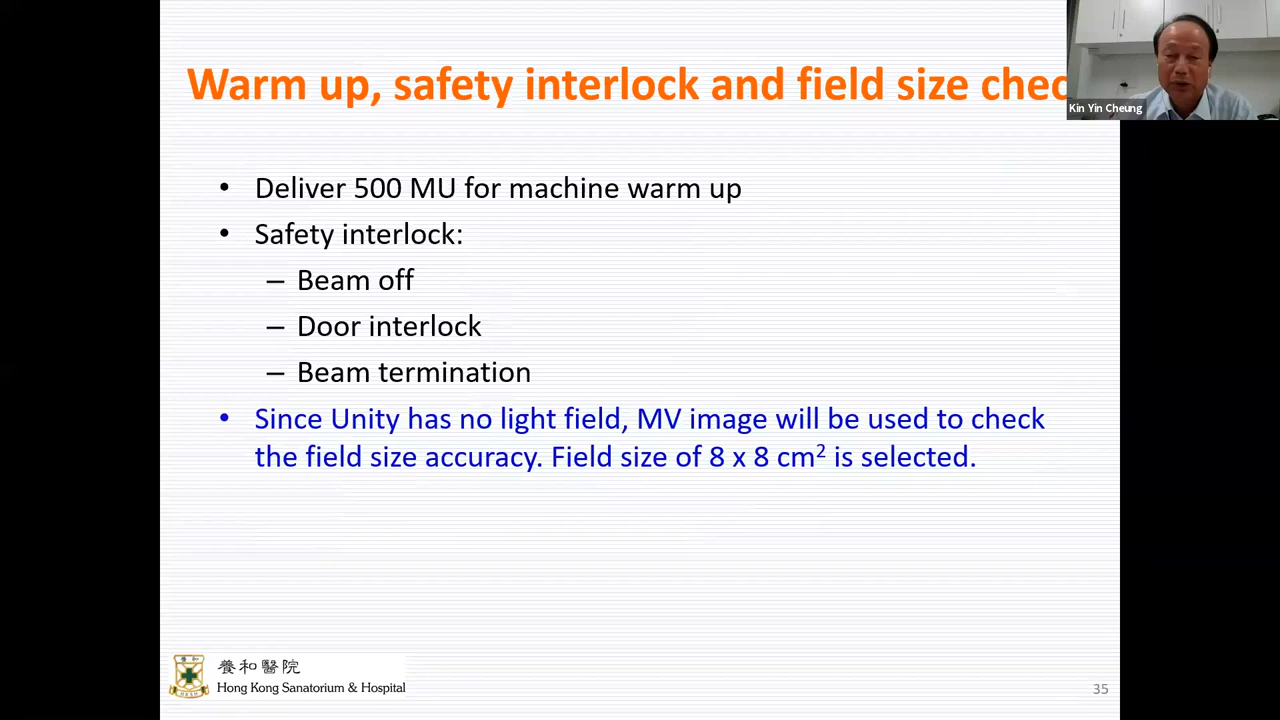 Warm up, safety interlock and field size chec
Kin Yin Cheung
• Deliver 500 MU for machine warm up
• Safety interlock:
– Beam off
– Door interlock
– Beam termination
• Since Unity has no light field, MV image will be used to check
the field size accuracy. Field size of 8 x 8 cm² is selected.
養和醫院
Hong Kong Sanatorium & Hospital
35